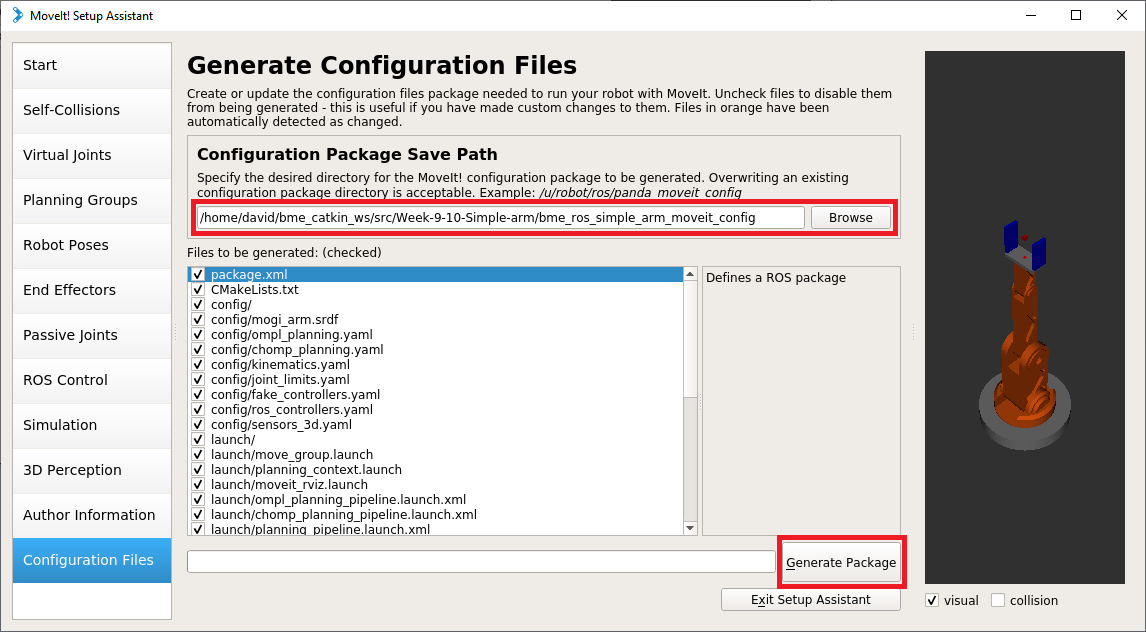 MoveIt! Setup Assistant
Start
Self-Collisions
Virtual Joints
Planning Groups
Robot Poses
End Effectors
Passive Joints
ROS Control
Simulation
3D Perception
Author Information
Configuration Files
Generate Configuration Files
Create or update the configuration files package needed to run your robot with MoveIt. Uncheck files to disable them
from being generated - this is useful if you have made custom changes to them. Files in orange have been
automatically detected as changed.
Configuration Package Save Path
Specify the desired directory for the MoveIt! configuration package to be generated. Overwriting an existing
configuration package directory is acceptable. Example: /u/robot/ros/panda_moveit_config
/home/david/bme_catkin_ws/src/Week-9-10-Simple-arm/bme_ros_simple_arm_moveit_config
Browse
Files to be generated: (checked)
package.xml
CMakeLists.txt
config/
config/mogi_arm.srdf
config/ompl_planning.yaml
config/chomp_planning.yaml
config/kinematics.yaml
config/joint_limits.yaml
config/fake_controllers.yaml
config/ros_controllers.yaml
config/sensors_3d.yaml
launch/
launch/move_group.launch
launch/planning_context.launch
launch/moveit_rviz.launch
launch/ompl_planning_pipeline.launch.xml
launch/chomp_planning_pipeline.launch.xml
launch/planning_pipeline.launch.xml
Defines a ROS package
Generate Package
Exit Setup Assistant
visual
collision